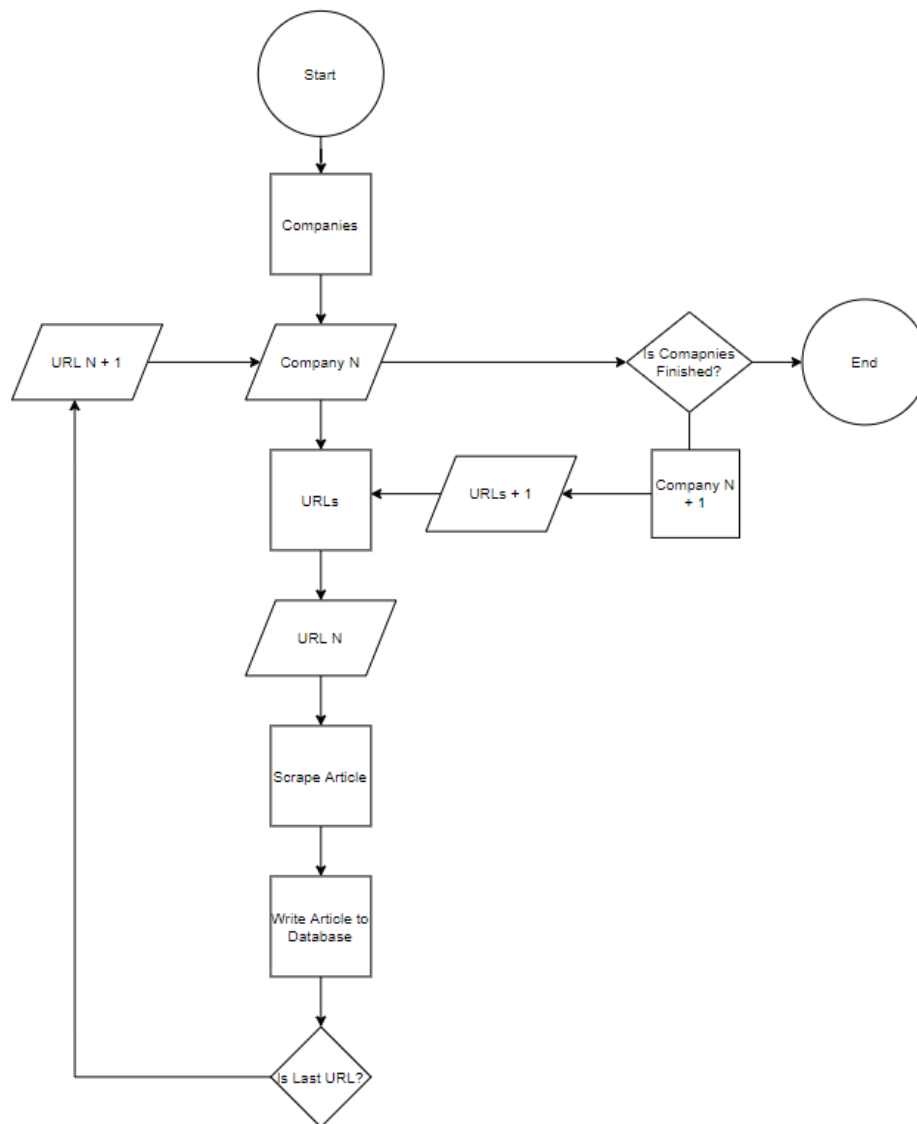 Start
Companies
URL N + 1
Company N
Is Comapnies
Finished?
End
URLs
URLs + 1
Company N
+ 1
URL N
Scrape Article
Write Article to
Database
Is Last URL?